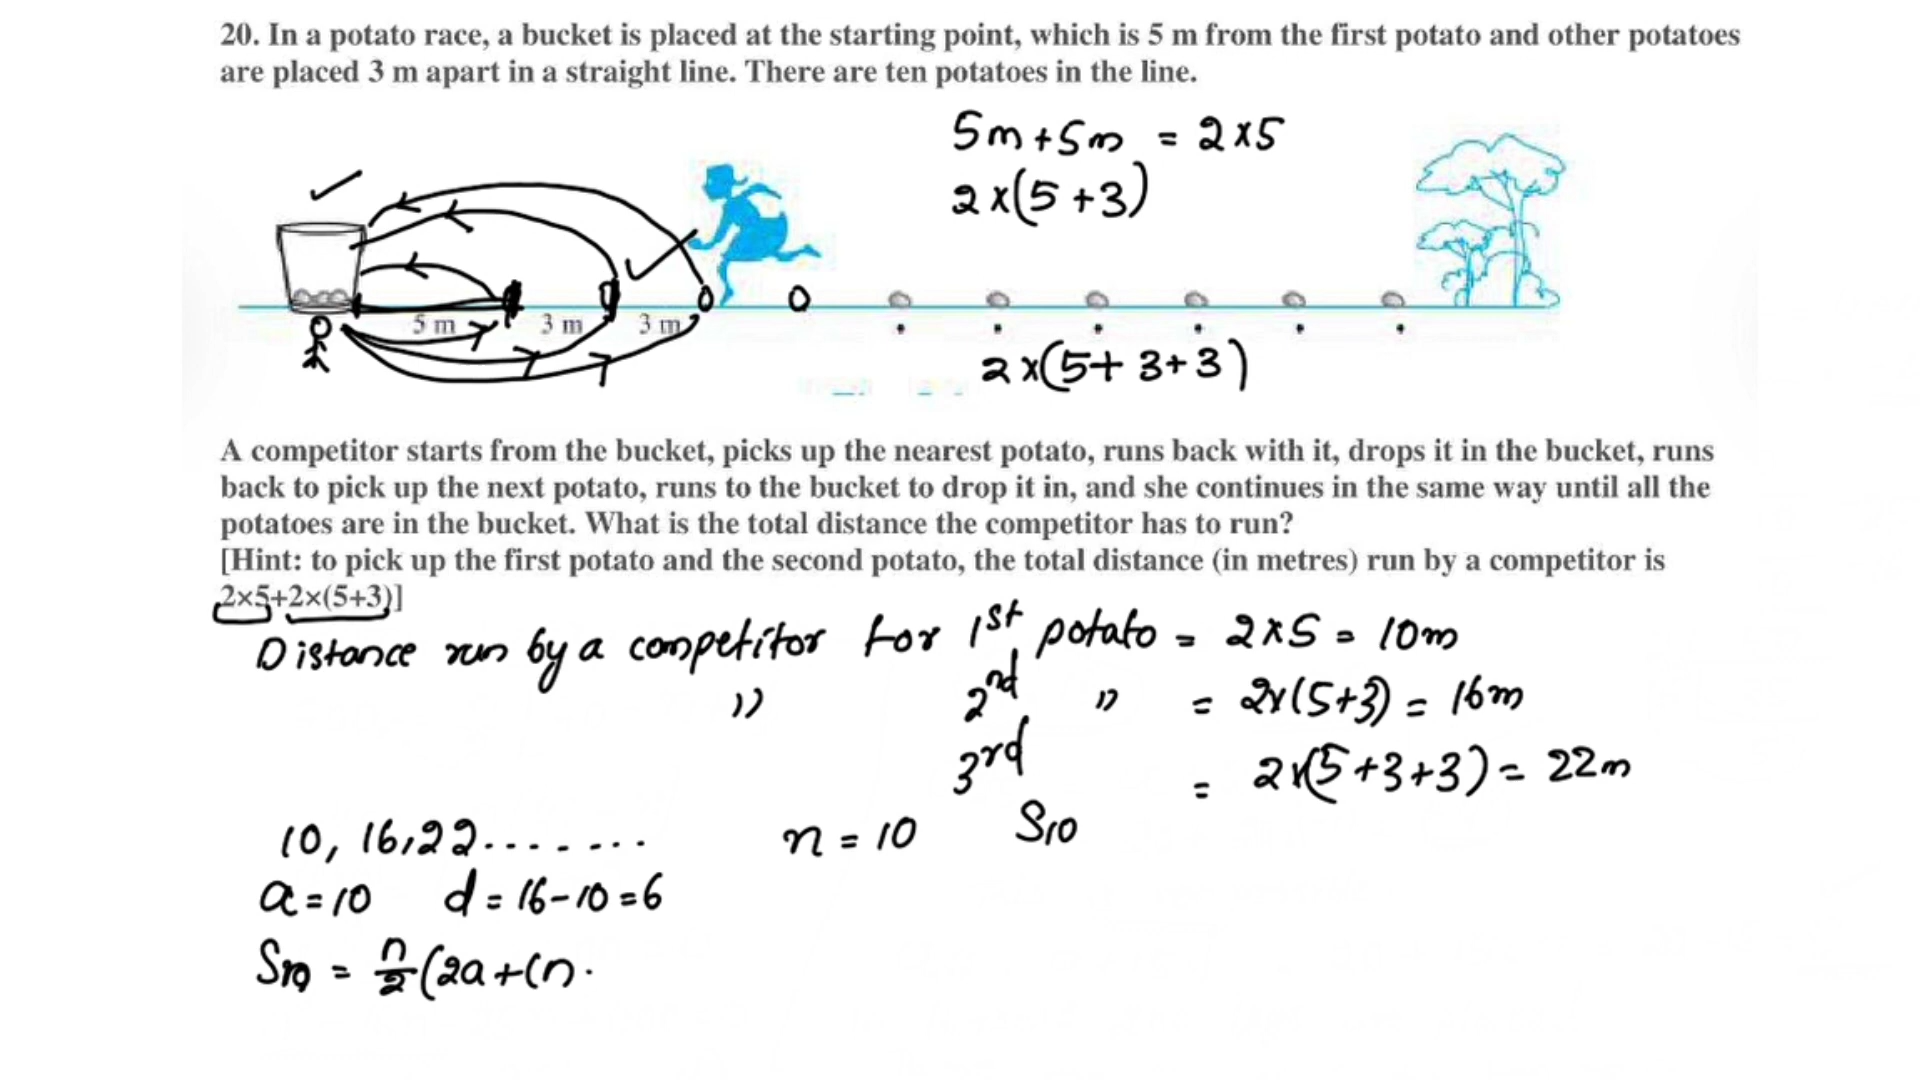 20. In a potato race, a bucket is placed at the starting point, which is 5 m from the first potato and other potatoes
are placed 3 m apart in a straight line. There are ten potatoes in the line.
5m+5m = 2x5
2x(5+3)
5 m 3 m 3 m
2x(5+3+3)
A competitor starts from the bucket, picks up the nearest potato, runs back with it, drops it in the bucket, runs
back to pick up the next potato, runs to the bucket to drop it in, and she continues in the same way until all the
potatoes are in the bucket. What is the total distance the competitor has to run?
[Hint: to pick up the first potato and the second potato, the total distance (in metres) run by a competitor is
2×5+2×(5+3)]
Distance run by a competitor for 1st potato = 2x5 = 10m
" 2nd " = 2x(5+3) = 16m
3rd = 2x(5+3+3) = 22m
10, 16, 22....... n = 10 S10
a = 10 d = 16-10 = 6
S10 = n/2 (2a+(n-